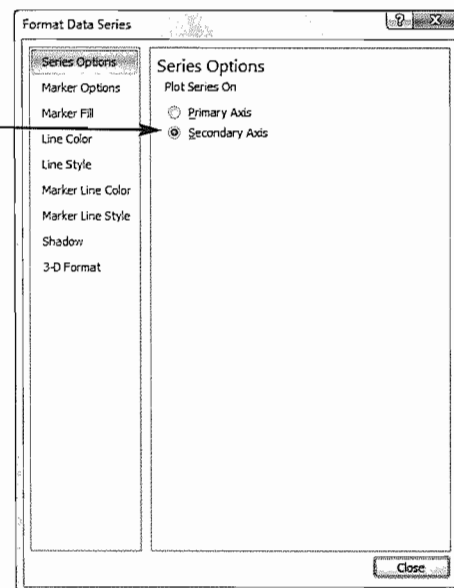 Format Data Series
?
X
Series Options
Marker Options
Marker Fill
Line Color
Line Style
Marker Line Color
Marker Line Style
Shadow
3-D Format
Series Options
Plot Series On
Primary Axis
Secondary Axis
Close